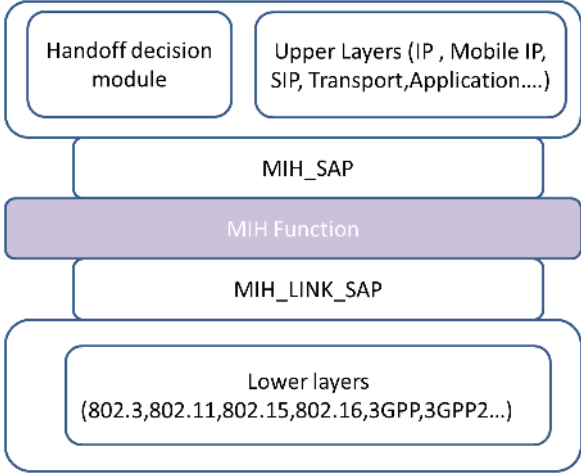 Handoff decision
module
Upper Layers (IP , Mobile IP,
SIP, Transport,Application....)
MIH_SAP
MIH Function
MIH_LINK_SAP
Lower layers
(802.3,802.11,802.15,802.16,3GPP,3GPP2...)